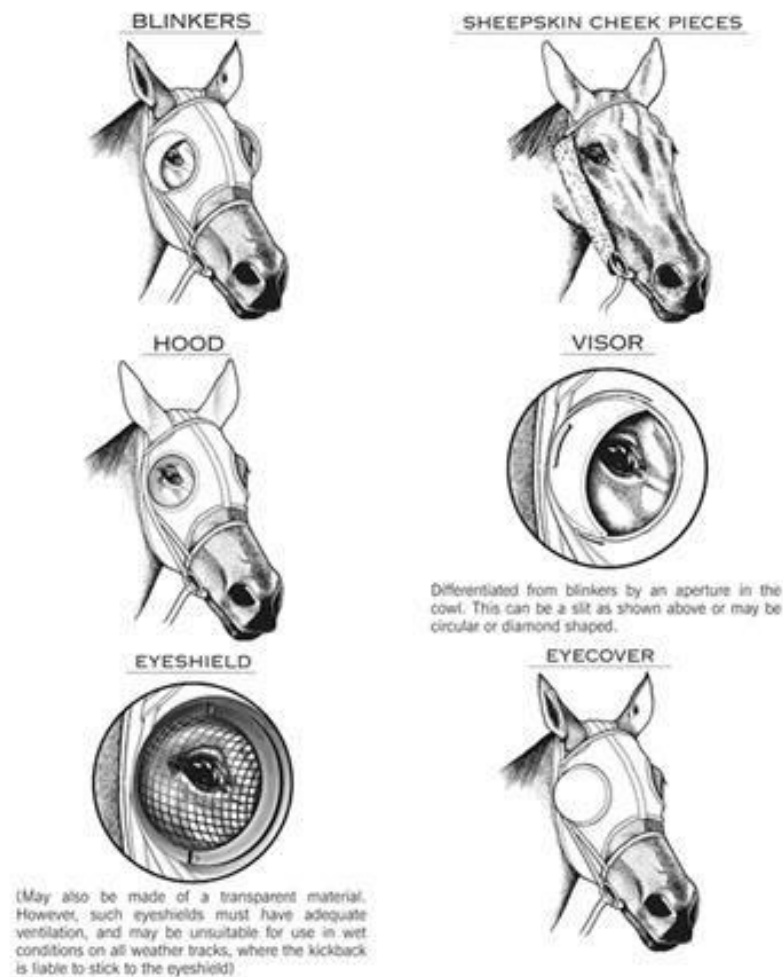 BLINKERS
SHEEPSKIN CHEEK PIECES
HOOD
VISOR
Differentiated from blinkers by an aperture in the
cowl. This can be a slit as shown above or may be
circular or diamond shaped.
EYESHIELD
(May also be made of a transparent material.
However, such eyeshields must have adequate
ventilation, and may be unsuitable for use in wet
conditions on all weather tracks, where the kickback
is liable to stick to the eyeshield)
EYECOVER